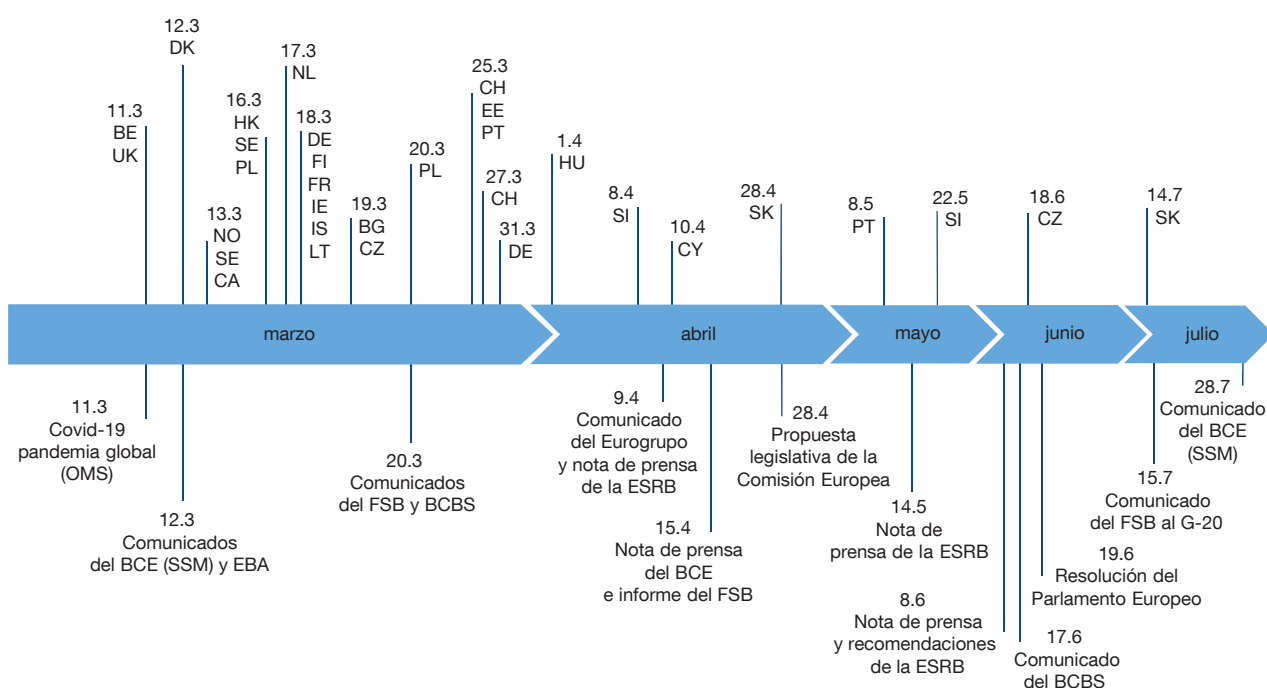 11.3
BE
UK
12.3
DK
13.3
NO
SE
CA
16.3
HK
SE
PL
17.3
NL
18.3
DE
FI
FR
IE
IS
LT
19.3
BG
CZ
20.3
PL
25.3
CH
EE
PT
27.3
CH
31.3
DE
1.4
HU
8.4
SI
10.4
CY
28.4
SK
8.5
PT
22.5
SI
18.6
CZ
14.7
SK
marzo
abril
mayo
junio
julio
11.3
Covid-19
pandemia global
(OMS)
12.3
Comunicados
del BCE (SSM) y EBA
20.3
Comunicados
del FSB y BCBS
9.4
Comunicado
del Eurogrupo
y nota de prensa
de la ESRB
15.4
Nota de prensa
del BCE
e informe del FSB
28.4
Propuesta
legislativa de la
Comisión Europea
14.5
Nota de
prensa de la ESRB
8.6
Nota de prensa
y recomendaciones
de la ESRB
17.6
Comunicado
del BCBS
19.6
Resolución del
Parlamento Europeo
15.7
Comunicado
del FSB al G-20
28.7
Comunicado
del BCE
(SSM)